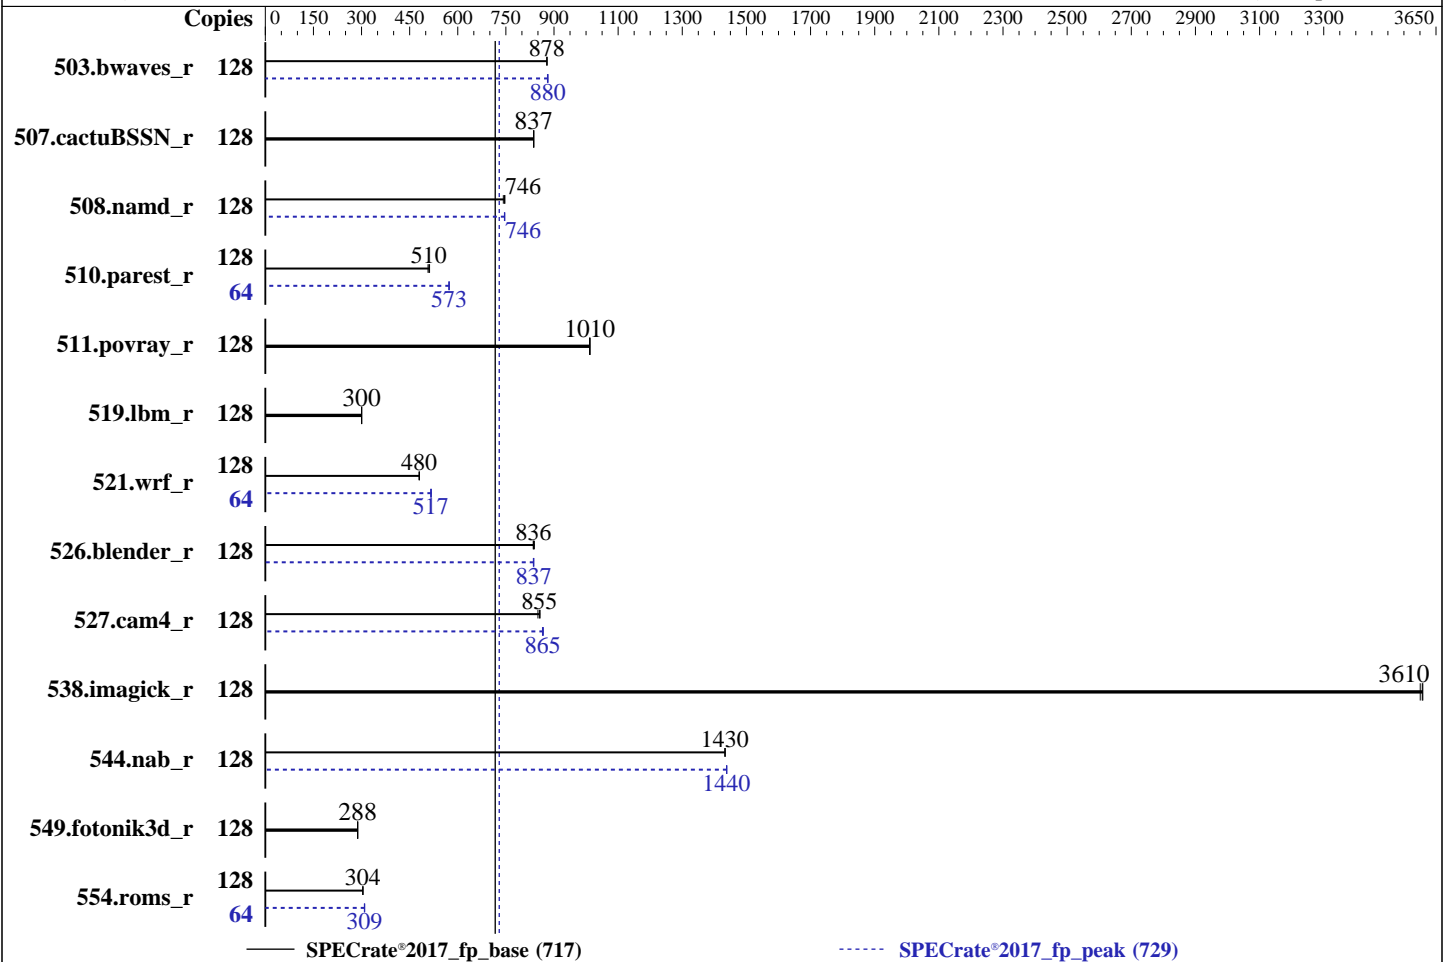 Copies 0 150 300 450 600 750 900 1100 1300 1500 1700 1900 2100 2300 2500 2700 2900 3100 3300 3650
503.bwaves_r 128 878
880
507.cactuBSSN_r 128 837
508.namd_r 128 746
746
510.parest_r 128 510
64 573
511.povray_r 128 1010
519.lbm_r 128 300
521.wrf_r 128 480
64 517
526.blender_r 128 836
837
527.cam4_r 128 855
865
538.imagick_r 128 3610
544.nab_r 128 1430
1440
549.fotonik3d_r 128 288
554.roms_r 128 304
64 309
SPECrate®2017_fp_base (717) SPECrate®2017_fp_peak (729)